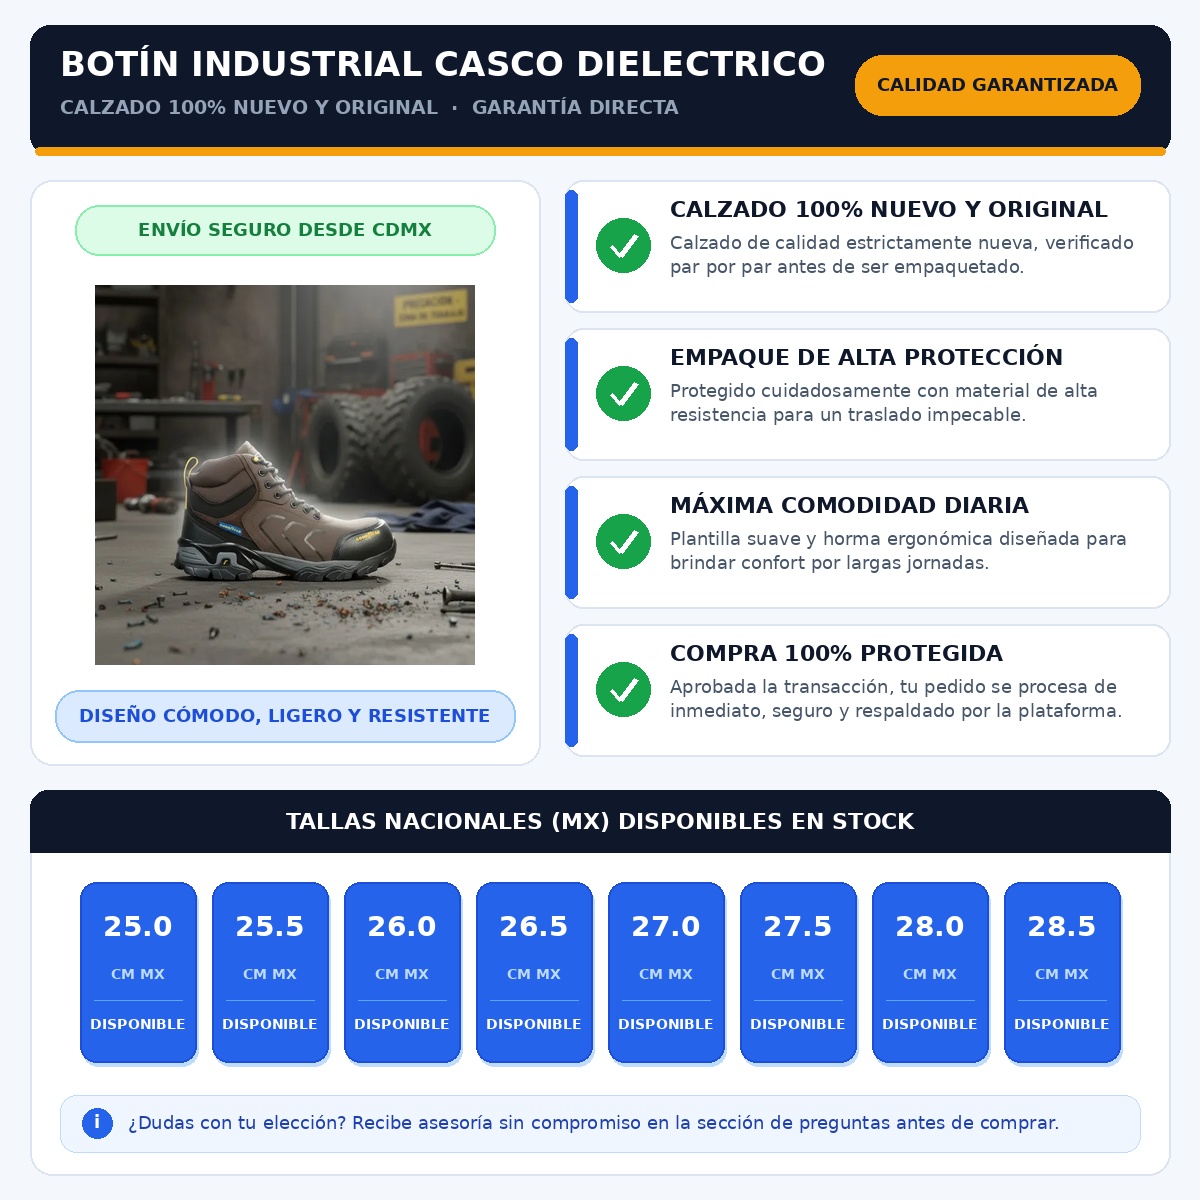 BOTÍN INDUSTRIAL CASCO DIELECTRICO
CALZADO 100% NUEVO Y ORIGINAL · GARANTÍA DIRECTA
CALIDAD GARANTIZADA
ENVÍO SEGURO DESDE CDMX
PRECAUCIÓN -
ZONA DE TRABAJO
DISEÑO CÓMODO, LIGERO Y RESISTENTE
CALZADO 100% NUEVO Y ORIGINAL
Calzado de calidad estrictamente nueva, verificado
par por par antes de ser empaquetado.
EMPAQUE DE ALTA PROTECCIÓN
Protegido cuidadosamente con material de alta
resistencia para un traslado impecable.
MÁXIMA COMODIDAD DIARIA
Plantilla suave y horma ergonómica diseñada para
brindar confort por largas jornadas.
COMPRA 100% PROTEGIDA
Aprobada la transacción, tu pedido se procesa de
inmediato, seguro y respaldado por la plataforma.
TALLAS NACIONALES (MX) DISPONIBLES EN STOCK
25.0 25.5 26.0 26.5 27.0 27.5 28.0 28.5
CM MX CM MX CM MX CM MX CM MX CM MX CM MX CM MX
DISPONIBLE DISPONIBLE DISPONIBLE DISPONIBLE DISPONIBLE DISPONIBLE DISPONIBLE DISPONIBLE
i ¿Dudas con tu elección? Recibe asesoría sin compromiso en la sección de preguntas antes de comprar.